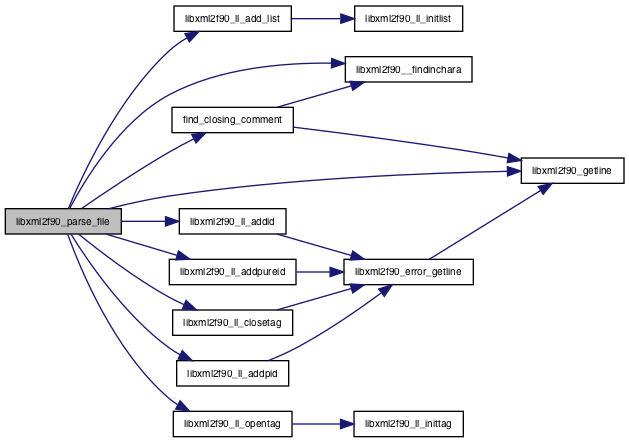 libxml2f90_ll_add_list
libxml2f90_ll_initlist
libxml2f90__findinchara
find_closing_comment
libxml2f90_getline
libxml2f90_parse_file
libxml2f90_ll_addid
libxml2f90_ll_addpureid
libxml2f90_error_getline
libxml2f90_ll_closetag
libxml2f90_ll_addpid
libxml2f90_ll_opentag
libxml2f90_ll_inittag